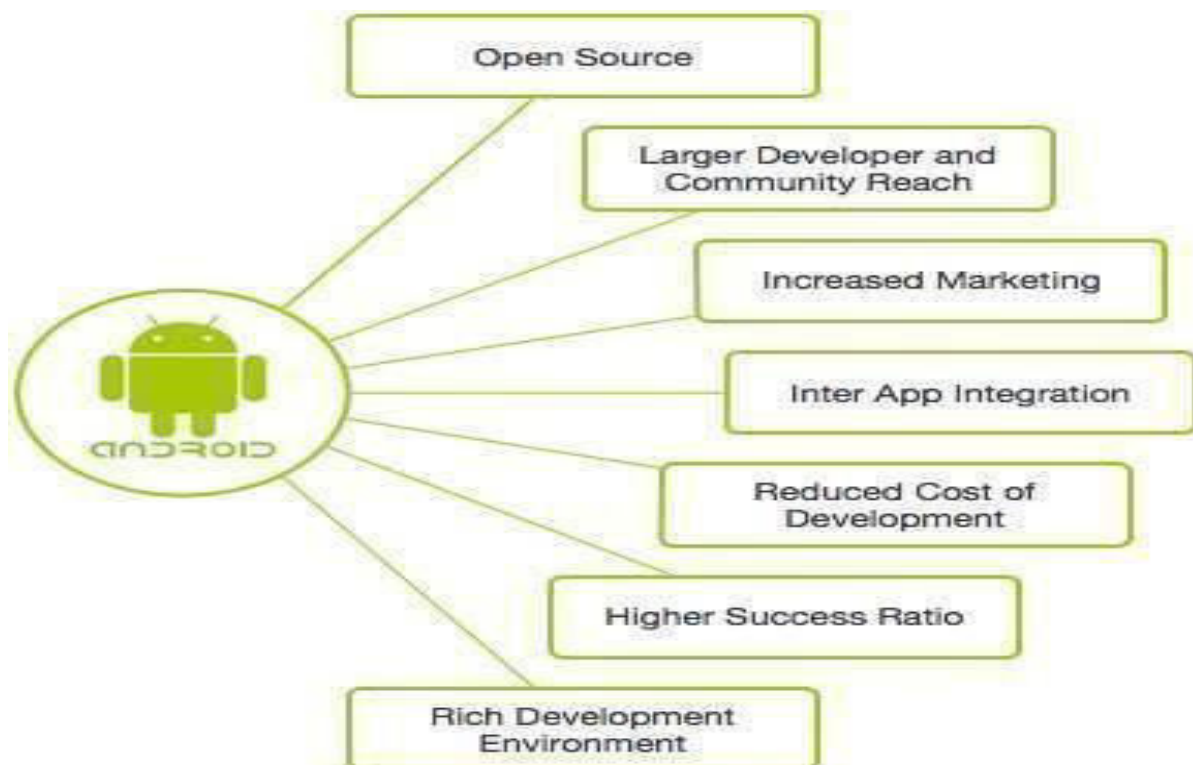 Open Source
Larger Developer and
Community Reach
Increased Marketing
Inter App Integration
ANDROID
Reduced Cost of
Development
Higher Success Ratio
Rich Development
Environment